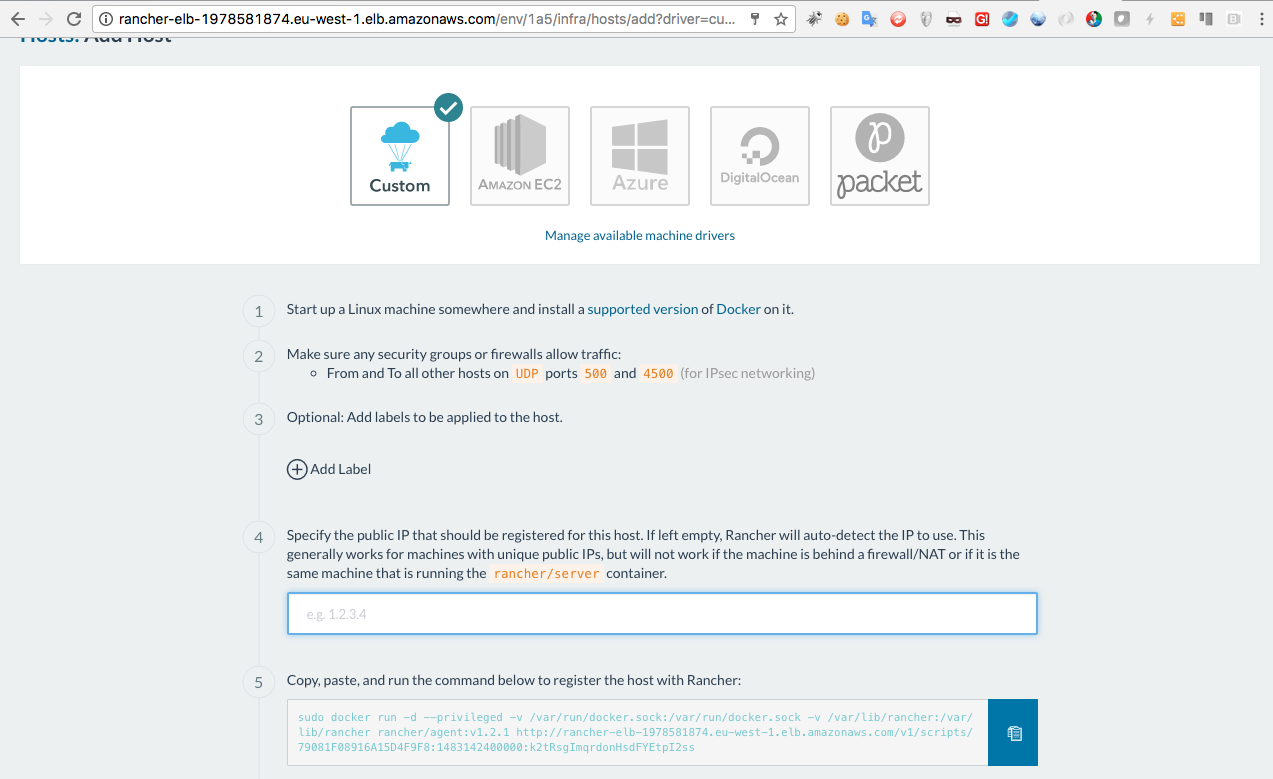 rancher-elb-1978581874.eu-west-1.elb.amazonaws.com/env/1a5/infra/hosts/add?driver=cu...
Hosts: Add Host
Custom
AMAZON EC2
Azure
DigitalOcean
packet
Manage available machine drivers
1 Start up a Linux machine somewhere and install a supported version of Docker on it.
2 Make sure any security groups or firewalls allow traffic:
From and To all other hosts on UDP ports 500 and 4500 (for IPsec networking)
3 Optional: Add labels to be applied to the host.
Add Label
4 Specify the public IP that should be registered for this host. If left empty, Rancher will auto-detect the IP to use. This
generally works for machines with unique public IPs, but will not work if the machine is behind a firewall/NAT or if it is the
same machine that is running the rancher/server container.
e.g. 1.2.3.4
5 Copy, paste, and run the command below to register the host with Rancher:
sudo docker run -d --privileged -v /var/run/docker.sock:/var/run/docker.sock -v /var/lib/rancher:/var/
lib/rancher rancher/agent:v1.2.1 http://rancher-elb-1978581874.eu-west-1.elb.amazonaws.com/v1/scripts/
79081F08916A15D4F9F8:1483142400000:k2tRsgImqrdonHsdFYEtpI2ss